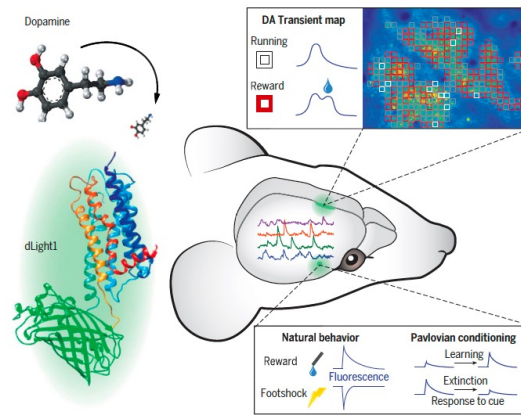 Dopamine
dLight1
DA Transient map
Running
Reward
Natural behavior
Reward
Footshock
Fluorescence
Pavlovian conditioning
Learning
Extinction
Response to cue